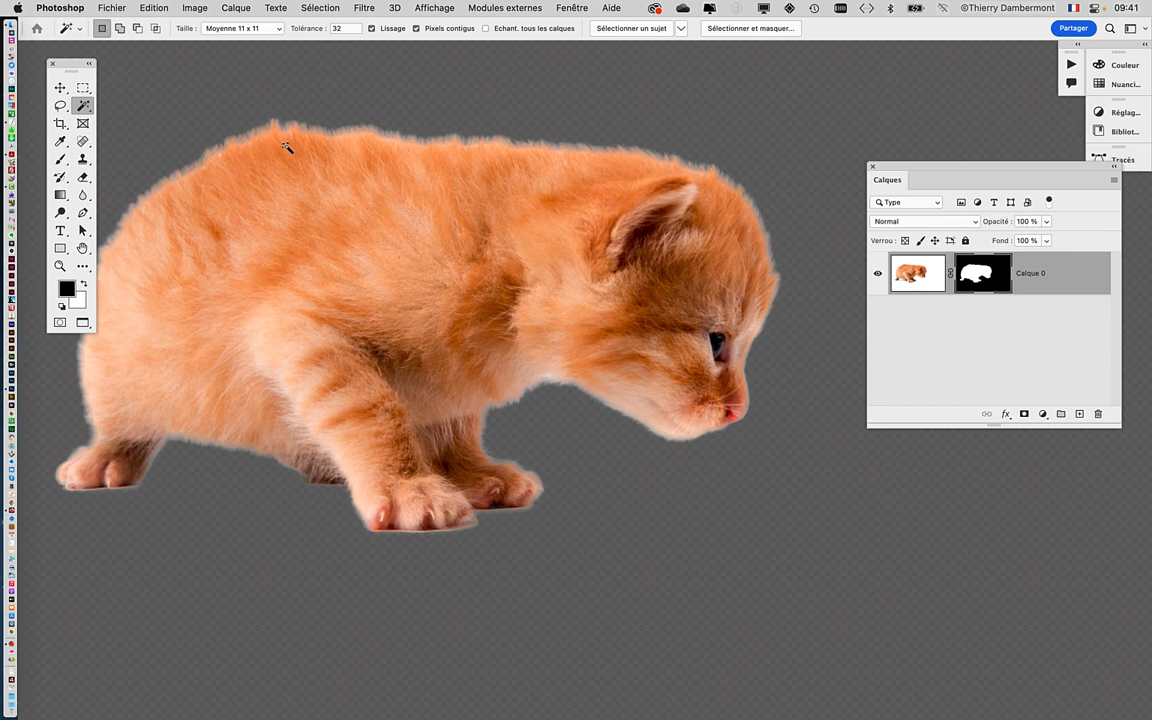 Photoshop Fichier Edition Image Calque Texte Sélection Filtre 3D Affichage Modules externes Fenêtre Aide ©Thierry Dambermont 09:41
Taille : Moyenne 11 x 11 Tolérance : 32 Lissage Pixels contigus Echant. tous les calques Sélectionner un sujet Sélectionner et masquer... Partager
Couleur
Nuanci...
Réglag...
Bibliot...
Tracés
Calques
Type
Normal Opacité : 100 %
Verrou : Fond : 100 %
Calque 0
fx